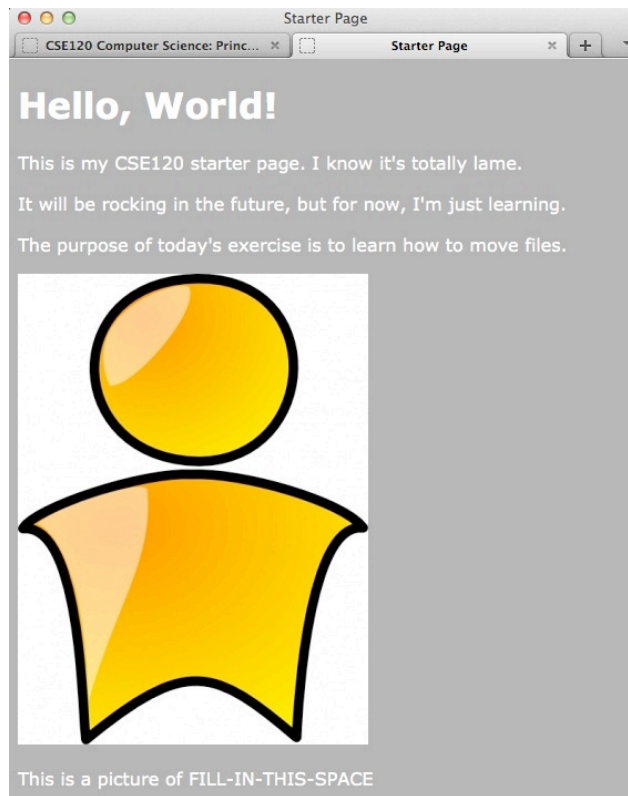 Starter Page
CSE120 Computer Science: Princ...
Starter Page
Hello, World!
This is my CSE120 starter page. I know it's totally lame.
It will be rocking in the future, but for now, I'm just learning.
The purpose of today's exercise is to learn how to move files.
This is a picture of FILL-IN-THIS-SPACE